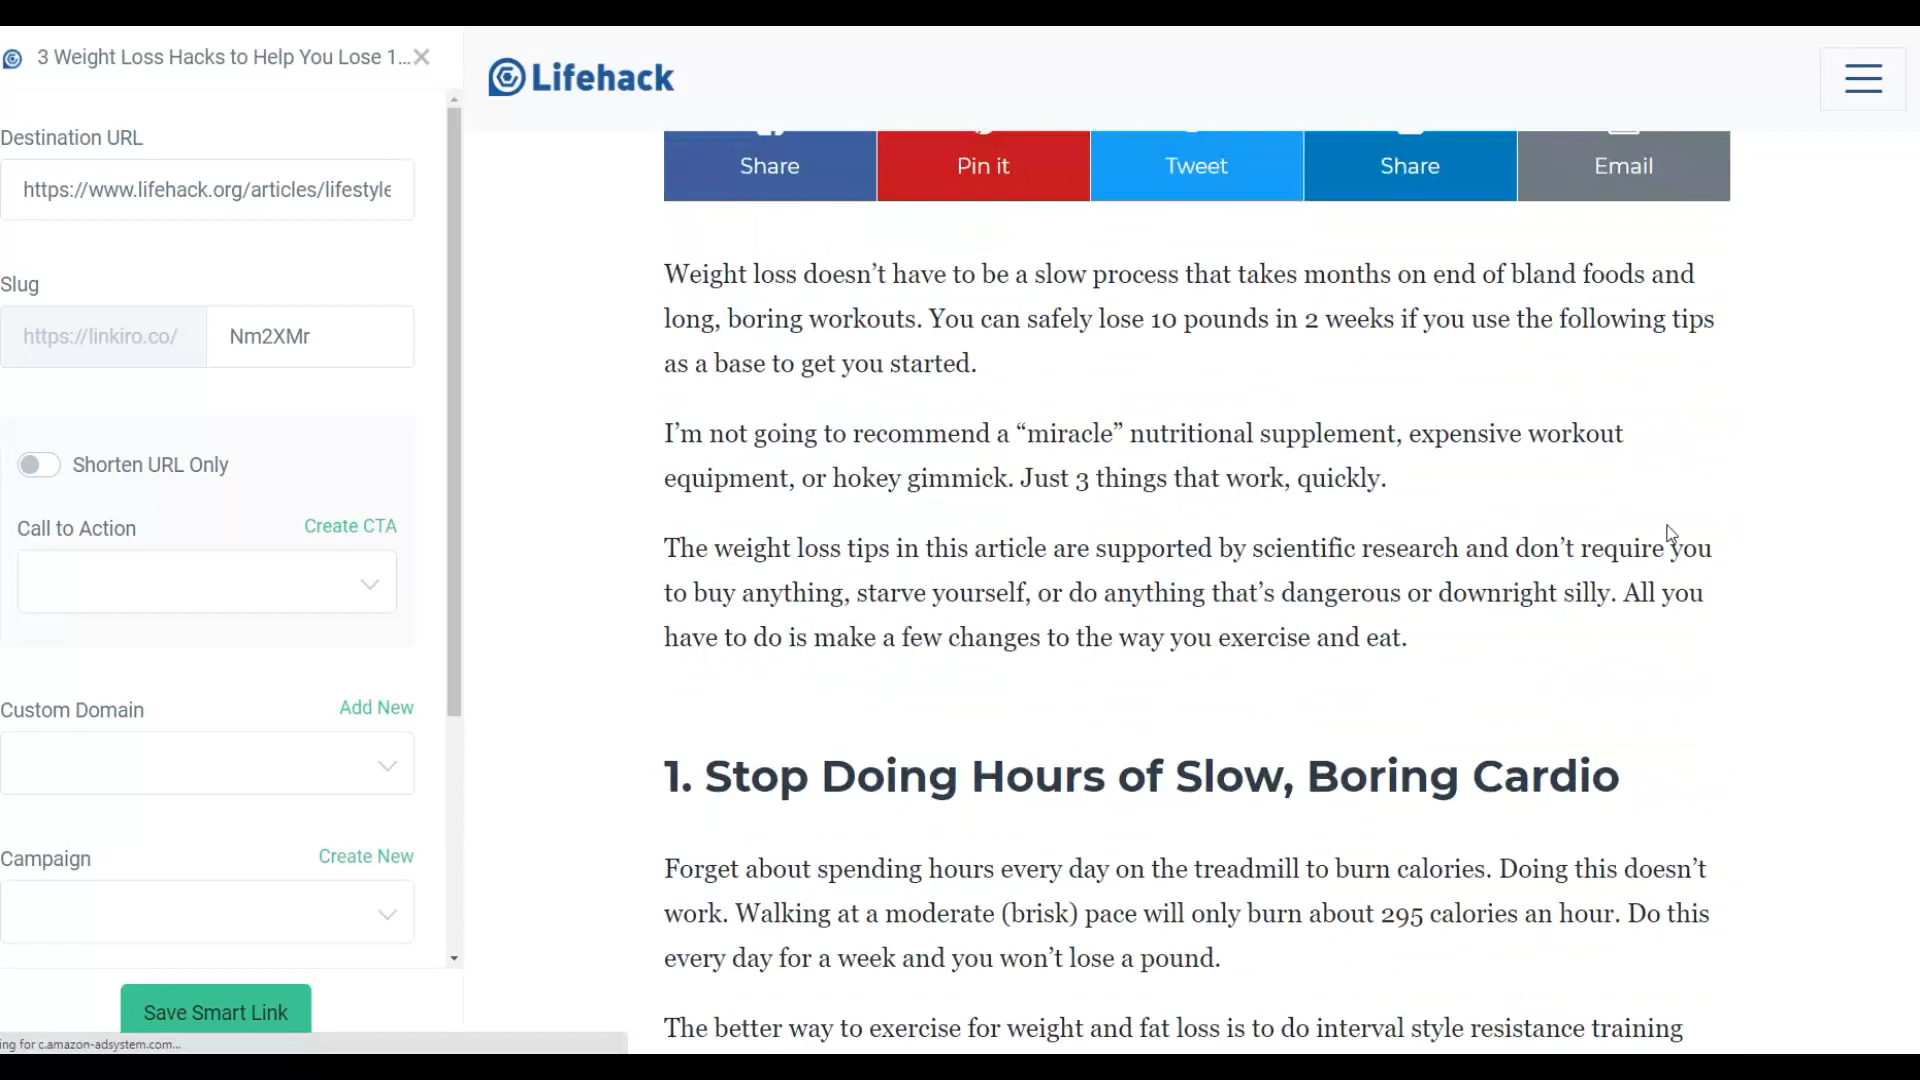 3 Weight Loss Hacks to Help You Lose 1...
Destination URL
https://www.lifehack.org/articles/lifestyle
Slug
https://linkiro.co/ Nm2XMr
Shorten URL Only
Call to Action Create CTA
Custom Domain Add New
Campaign Create New
Save Smart Link
ing for c.amazon-adsystem.com...
Lifehack
Share Pin it Tweet Share Email
Weight loss doesn’t have to be a slow process that takes months on end of bland foods and
long, boring workouts. You can safely lose 10 pounds in 2 weeks if you use the following tips
as a base to get you started.
I’m not going to recommend a “miracle” nutritional supplement, expensive workout
equipment, or hokey gimmick. Just 3 things that work, quickly.
The weight loss tips in this article are supported by scientific research and don’t require you
to buy anything, starve yourself, or do anything that’s dangerous or downright silly. All you
have to do is make a few changes to the way you exercise and eat.
1. Stop Doing Hours of Slow, Boring Cardio
Forget about spending hours every day on the treadmill to burn calories. Doing this doesn’t
work. Walking at a moderate (brisk) pace will only burn about 295 calories an hour. Do this
every day for a week and you won’t lose a pound.
The better way to exercise for weight and fat loss is to do interval style resistance training